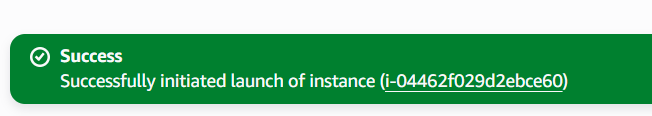 Success
Successfully initiated launch of instance (i-04462f029d2ebce60)